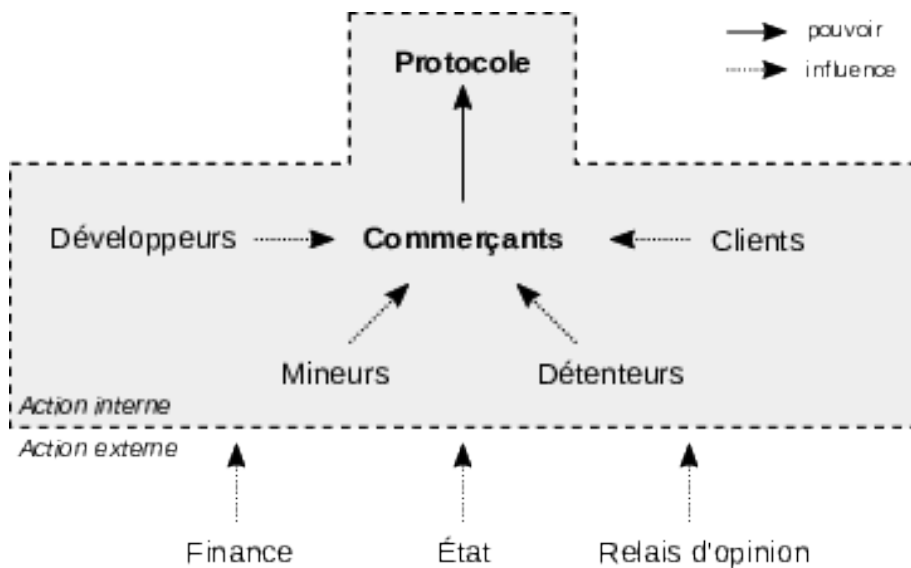 pouvoir
Protocole
influence
Développeurs
Commerçants
Clients
Mineurs
Détenteurs
Action interne
Action externe
Finance
État
Relais d'opinion